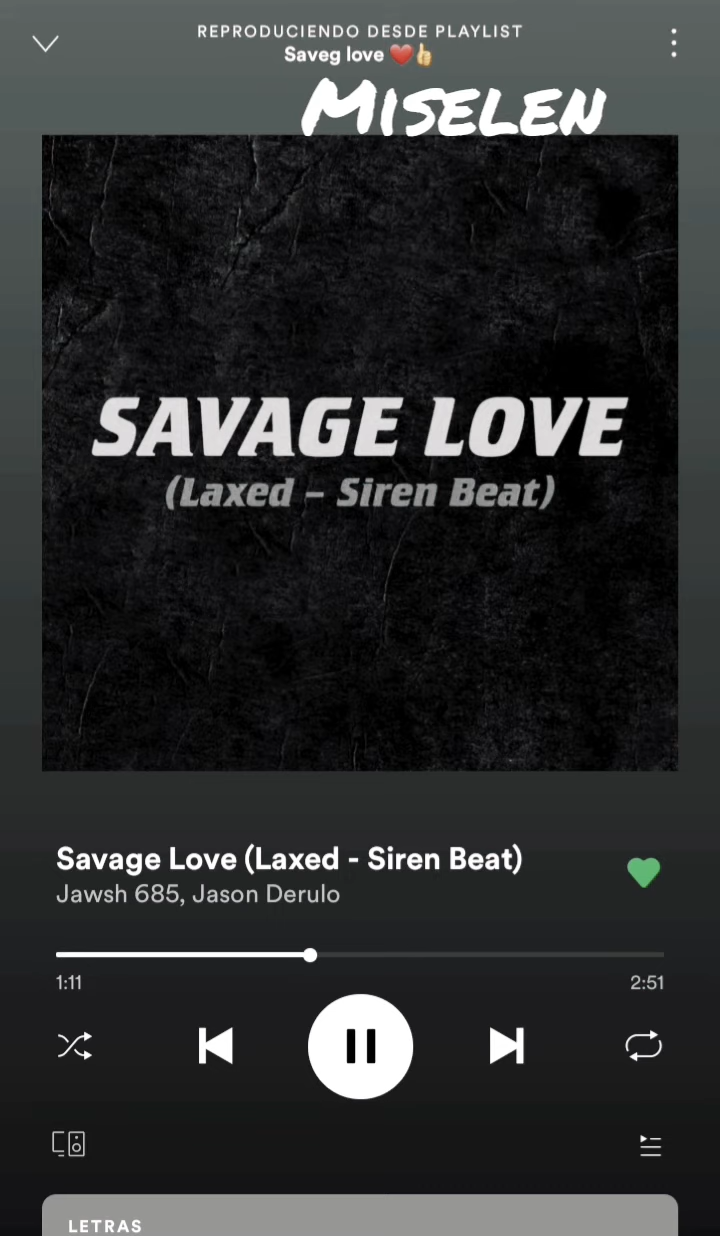 REPRODUCIENDO DESDE PLAYLIST
Saveg love ❤️👍
MISELEN
SAVAGE LOVE
(Laxed – Siren Beat)
Savage Love (Laxed - Siren Beat)
Jawsh 685, Jason Derulo
1:11 2:51
LETRAS